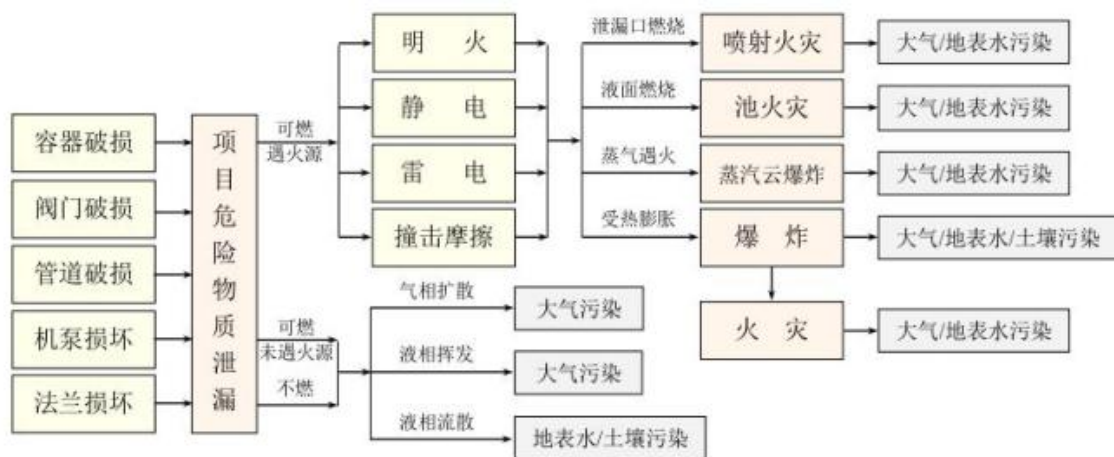 容器破损
阀门破损
管道破损
机泵损坏
法兰损坏
项目危险物质泄漏
可燃
遇火源
明 火
静 电
雷 电
撞击摩擦
泄漏口燃烧
喷射火灾
大气/地表水污染
液面燃烧
池火灾
大气/地表水污染
蒸气遇火
蒸汽云爆炸
大气/地表水污染
受热膨胀
爆 炸
大气/地表水/土壤污染
火 灾
大气/地表水污染
可燃
未遇火源
不燃
气相扩散
大气污染
液相挥发
大气污染
液相流散
地表水/土壤污染